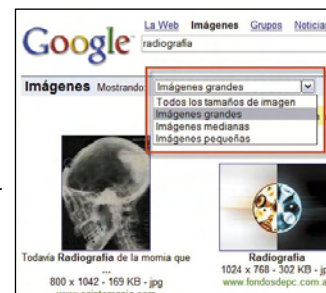 La Web Imágenes Grupos Noticias
Google
radiografia
Imágenes Mostrando:
Imágenes grandes
Todos los tamaños de imagen
Imágenes grandes
Imágenes medianas
Imágenes pequeñas
Todavía Radiografia de la momia que
...
800 x 1042 - 169 KB - jpg
Radiografia
1024 x 768 - 302 KB - jp
www.fondosdepc.com.a